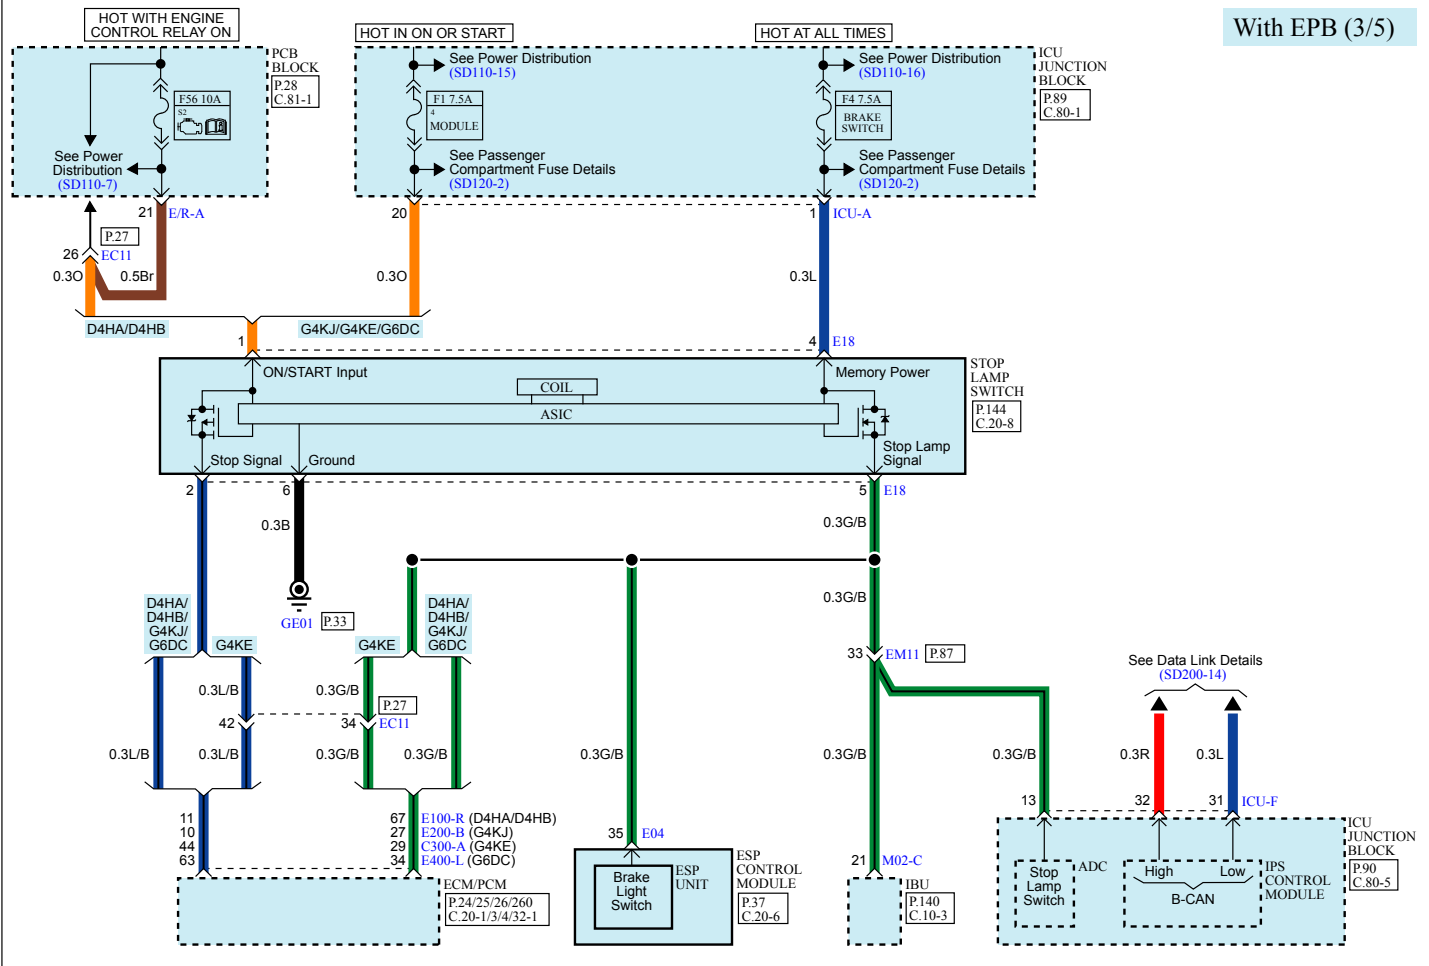 HOT WITH ENGINE
CONTROL RELAY ON
HOT IN ON OR START
HOT AT ALL TIMES
With EPB (3/5)
PCB
BLOCK
P.28
C.81-1
F56 10A
S2
See Power
Distribution
(SD110-7)
See Power Distribution
(SD110-15)
F1 7.5A
4
MODULE
See Passenger
Compartment Fuse Details
(SD120-2)
See Power Distribution
(SD110-16)
F4 7.5A
BRAKE
SWITCH
See Passenger
Compartment Fuse Details
(SD120-2)
ICU
JUNCTION
BLOCK
P.89
C.80-1
21 E/R-A
20
1 ICU-A
P.27
26 EC11
0.3O
0.5Br
0.3O
0.3L
D4HA/D4HB
G4KJ/G4KE/G6DC
1
4 E18
ON/START Input
Memory Power
COIL
ASIC
STOP
LAMP
SWITCH
P.144
C.20-8
Stop Signal
Ground
Stop Lamp
Signal
2
6
5 E18
0.3B
0.3G/B
GE01 P.33
0.3G/B
D4HA/
D4HB/
G4KJ/
G6DC
G4KE
G4KE
D4HA/
D4HB/
G4KJ/
G6DC
33 EM11 P.87
See Data Link Details
(SD200-14)
0.3L/B
0.3G/B
P.27
42
34 EC11
0.3L/B
0.3L/B
0.3G/B
0.3G/B
0.3G/B
0.3G/B
0.3G/B
0.3R
0.3L
13
32
31 ICU-F
11
10
44
63
67 E100-R (D4HA/D4HB)
27 E200-B (G4KJ)
29 C300-A (G4KE)
34 E400-L (G6DC)
35 E04
21 M02-C
ECM/PCM
P.24/25/26/260
C.20-1/3/4/32-1
Brake
Light
Switch
ESP
UNIT
ESP
CONTROL
MODULE
P.37
C.20-6
IBU
P.140
C.10-3
Stop
Lamp
Switch
ADC
High
Low
B-CAN
IPS
CONTROL
MODULE
ICU
JUNCTION
BLOCK
P.90
C.80-5